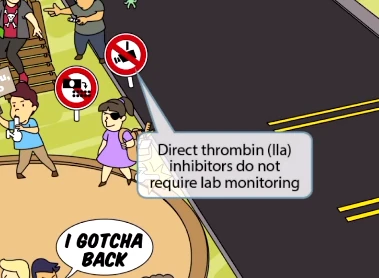 Direct thrombin (IIa)
inhibitors do not
require lab monitoring
I GOTCHA
BACK